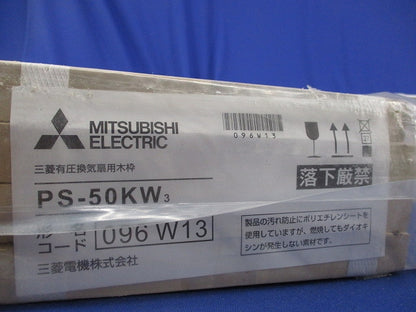 MITSUBISHI
ELECTRIC
096W13
三菱有圧換気扇用木枠
PS-50KW3
落下厳禁
コード
096 W13
製品の汚れ防止にポリエチレンシートを
使用していますが、燃焼してもダイオキ
シンが発生しない素材です。
三菱電機株式会社